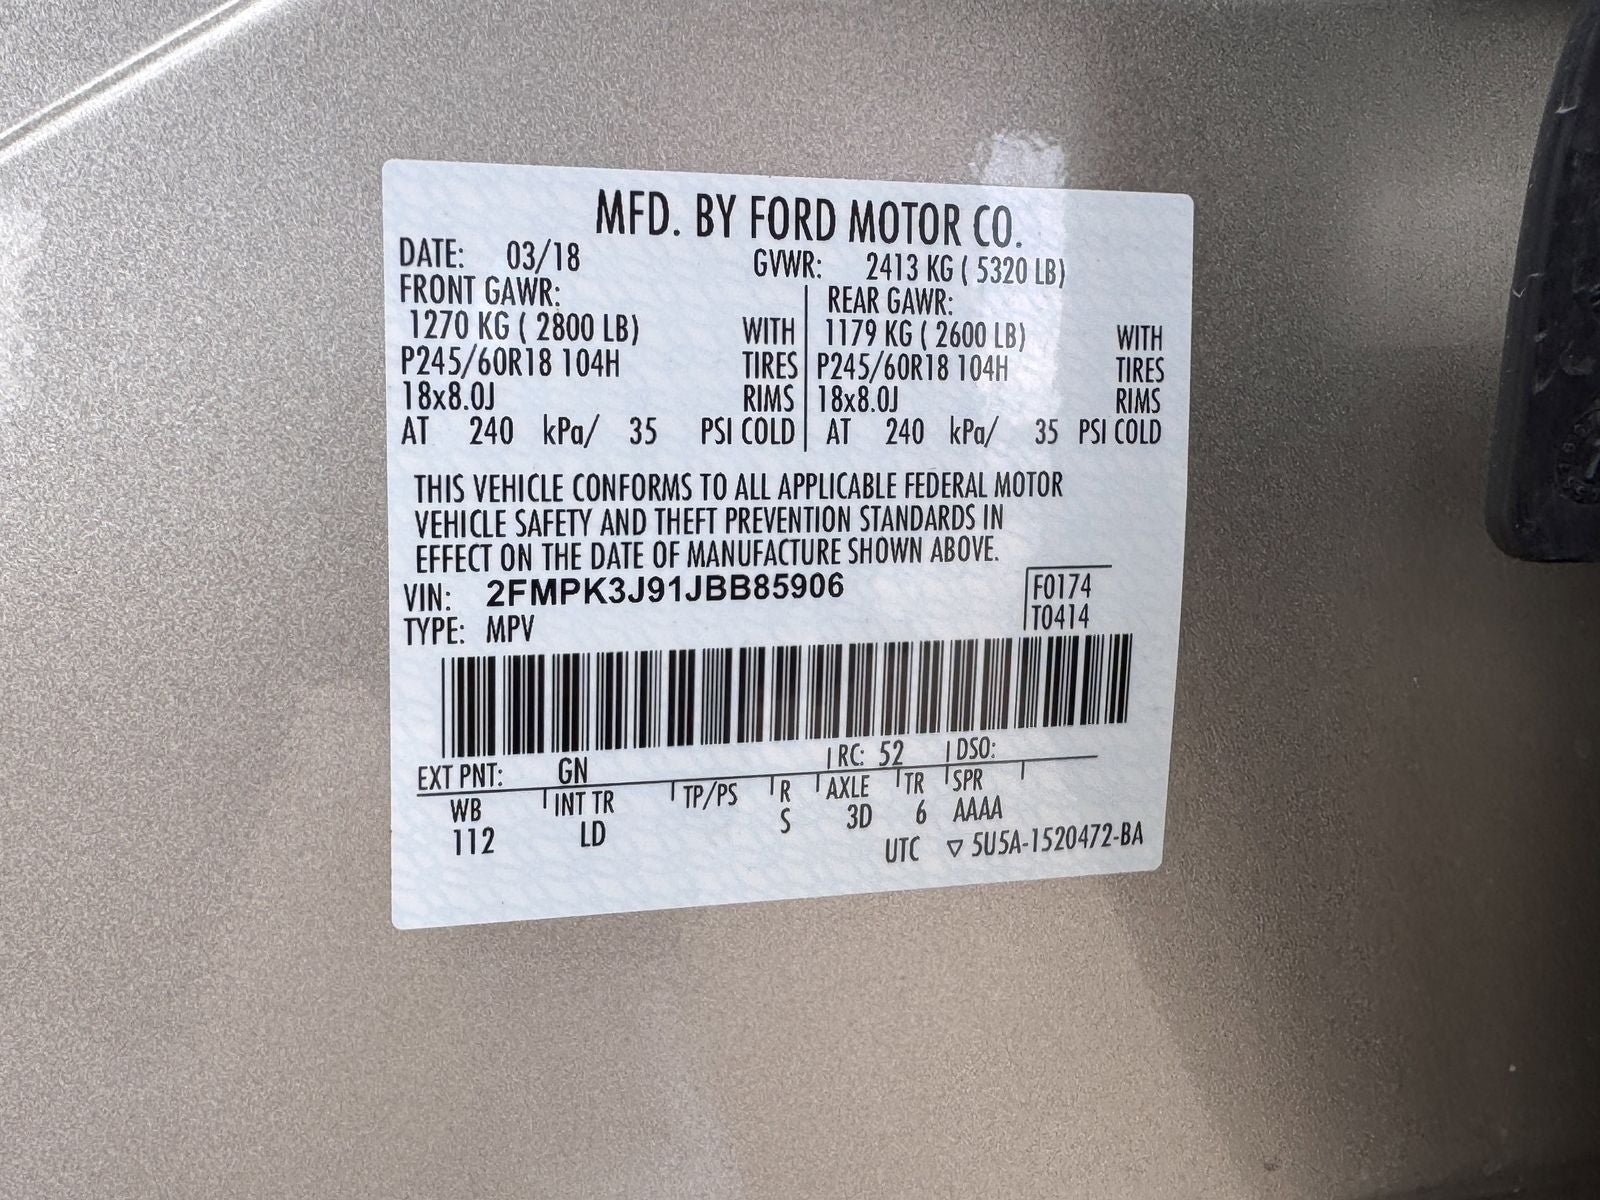 MFD. BY FORD MOTOR CO.
DATE: 03/18 GVWR: 2413 KG ( 5320 LB)
FRONT GAWR: REAR GAWR:
1270 KG ( 2800 LB) WITH 1179 KG ( 2600 LB) WITH
P245/60R18 104H TIRES P245/60R18 104H TIRES
18x8.0J RIMS 18x8.0J RIMS
AT 240 kPa/ 35 PSI COLD AT 240 kPa/ 35 PSI COLD
THIS VEHICLE CONFORMS TO ALL APPLICABLE FEDERAL MOTOR
VEHICLE SAFETY AND THEFT PREVENTION STANDARDS IN
EFFECT ON THE DATE OF MANUFACTURE SHOWN ABOVE.
VIN: 2FMPK3J91JBB85906 F0174
TYPE: MPV T0414
EXT PNT: GN RC: 52 DSO:
WB INT TR TP/PS R AXLE TR SPR
112 LD S 3D 6 AAAA
UTC ▽ 5U5A-1520472-BA